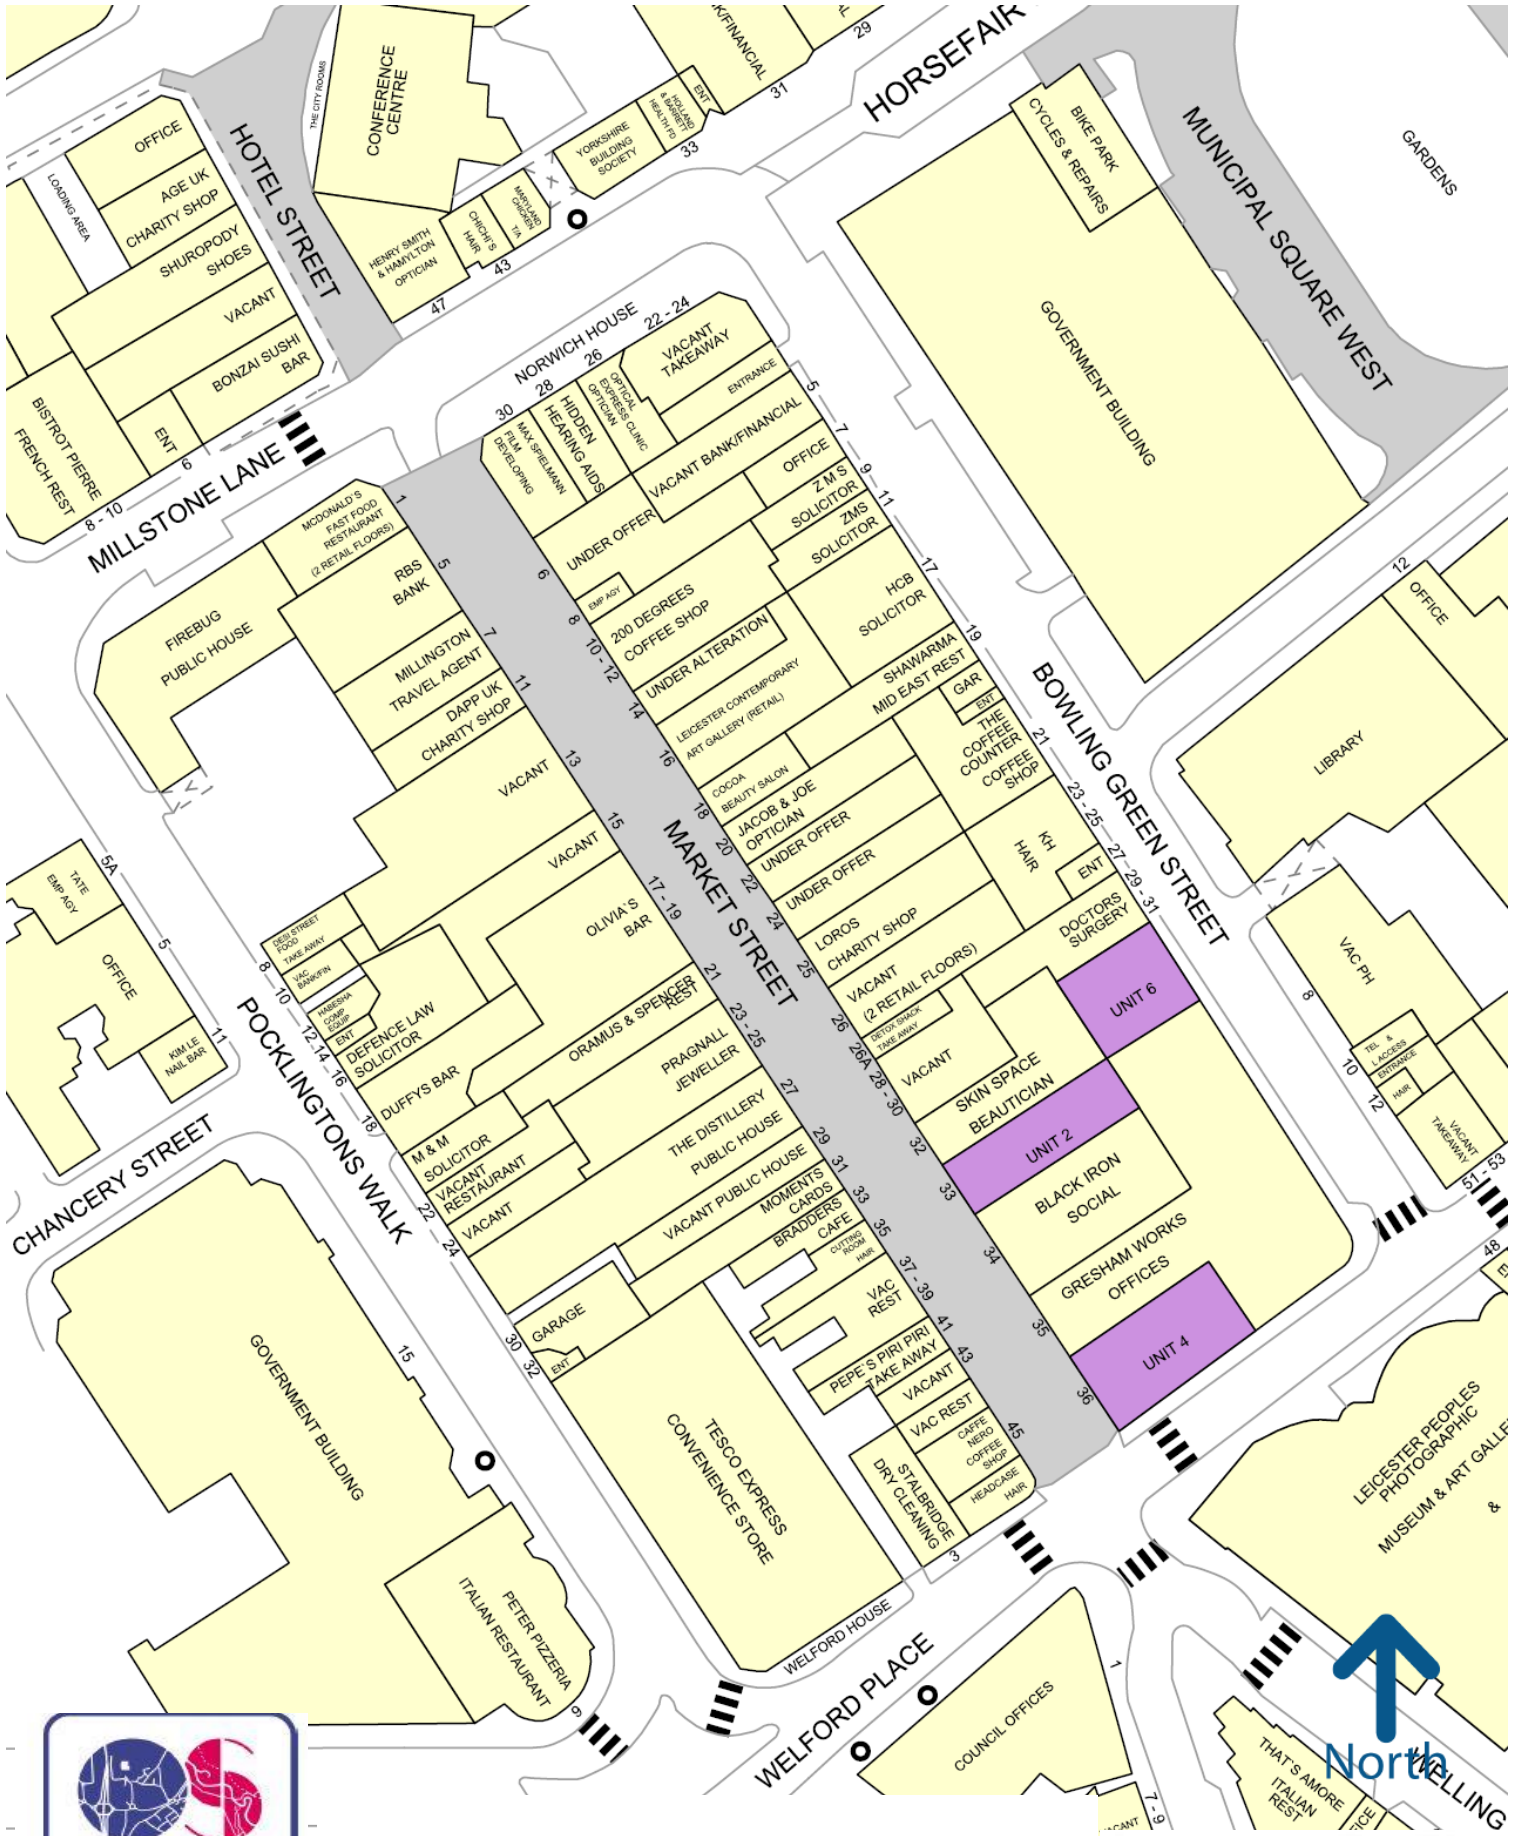 THE CITY ROOMS
CONFERENCE
CENTRE
K/FINANCIAL
29
31
HORSEFAIR
OFFICE
LOADING AREA
AGE UK
CHARITY SHOP
SHUROPODY
SHOES
VACANT
BONZAI SUSHI
BAR
ENT
BISTROT PIERRE
FRENCH REST
6
8 - 10
HOTEL STREET
HENRY SMITH
& HAMYLTON
OPTICIAN
CHICHI'S
HAIR
MARYLAND
CHICKEN
T/A
YORKSHIRE
BUILDING
SOCIETY
HOLLAND
& BARRETT
HEALTH FD
ENT
33
43
47
CYCLES & REPAIRS
BIKE PARK
MUNICIPAL SQUARE WEST
GARDENS
GOVERNMENT BUILDING
MILLSTONE LANE
NORWICH HOUSE
22 - 24
26
28
30
VACANT
TAKEAWAY
ENTRANCE
OPTICAL
EXPRESS CLINIC
OPTICIAN
HIDDEN
HEARING AIDS
MAX SPIELMANN
FILM
DEVELOPING
VACANT BANK/FINANCIAL
UNDER OFFER
OFFICE
Z M S
SOLICITOR
ZMS
SOLICITOR
HCB
SOLICITOR
EMP AGY
200 DEGREES
COFFEE SHOP
UNDER ALTERATION
LEICESTER CONTEMPORARY
ART GALLERY (RETAIL)
SHAWARMA
MID EAST REST
COCOA
BEAUTY SALON
GAR
ENT
THE
COFFEE
COUNTER
COFFEE
SHOP
JACOB & JOE
OPTICIAN
UNDER OFFER
UNDER OFFER
KH
HAIR
ENT
LOROS
CHARITY SHOP
DOCTORS
SURGERY
VACANT
(2 RETAIL FLOORS)
DETOX SHACK
TAKE AWAY
VACANT
UNIT 6
SKIN SPACE
BEAUTICIAN
UNIT 2
BLACK IRON
SOCIAL
GRESHAM WORKS
OFFICES
UNIT 4
5
7
9
11
17
19
21
23 - 25
27
29 - 31
BOWLING GREEN STREET
6
8
10 - 12
14
16
18
20
22
24
25
26
26A
28 - 30
32
33
34
35
36
MARKET STREET
1
5
7
11
13
15
17 - 19
21
23 - 25
27
29
31
33
35
37 - 39
41
43
45
MCDONALD'S
FAST FOOD
RESTAURANT
(2 RETAIL FLOORS)
FIREBUG
PUBLIC HOUSE
RBS
BANK
MILLINGTON
TRAVEL AGENT
DAPP UK
CHARITY SHOP
VACANT
VACANT
OLIVIA'S
BAR
DESI STREET
FOOD
TAKE AWAY
VAC
BANK/FIN
HABESHA
COMP
EQUIP
ENT
DEFENCE LAW
SOLICITOR
DUFFYS BAR
ORAMUS & SPENCER
REST
PRAGNALL
JEWELLER
M & M
SOLICITOR
VACANT
RESTAURANT
VACANT
THE DISTILLERY
PUBLIC HOUSE
VACANT PUBLIC HOUSE
MOMENTS
CARDS
BRADDERS
CAFE
CUTTING
ROOM
HAIR
VAC
REST
PEPE'S PIRI PIRI
TAKE AWAY
VACANT
VAC REST
CAFFE
NERO
COFFEE
SHOP
HEADCASE
HAIR
STALBRIDGE
DRY CLEANING
3
GARAGE
ENT
TESCO EXPRESS
CONVENIENCE STORE
WELFORD HOUSE
8
10
12
14
16
18
22
24
30
32
POCKLINGTONS WALK
5A
TATE
EMP AGY
OFFICE
5
11
KIM LE
NAIL BAR
CHANCERY STREET
GOVERNMENT BUILDING
15
PETER PIZZERIA
ITALIAN RESTAURANT
9
WELFORD PLACE
COUNCIL OFFICES
1
7 - 9
12
OFFICE
LIBRARY
VAC PH
8
10
12
TEL &
L ACCESS
ENTRANCE
HAIR
VACANT
TAKEAWAY
51 - 53
48
LEICESTER PEOPLES
PHOTOGRAPHIC
MUSEUM & ART GALLE
&
North
WELLING
THAT'S AMORE
ITALIAN
REST